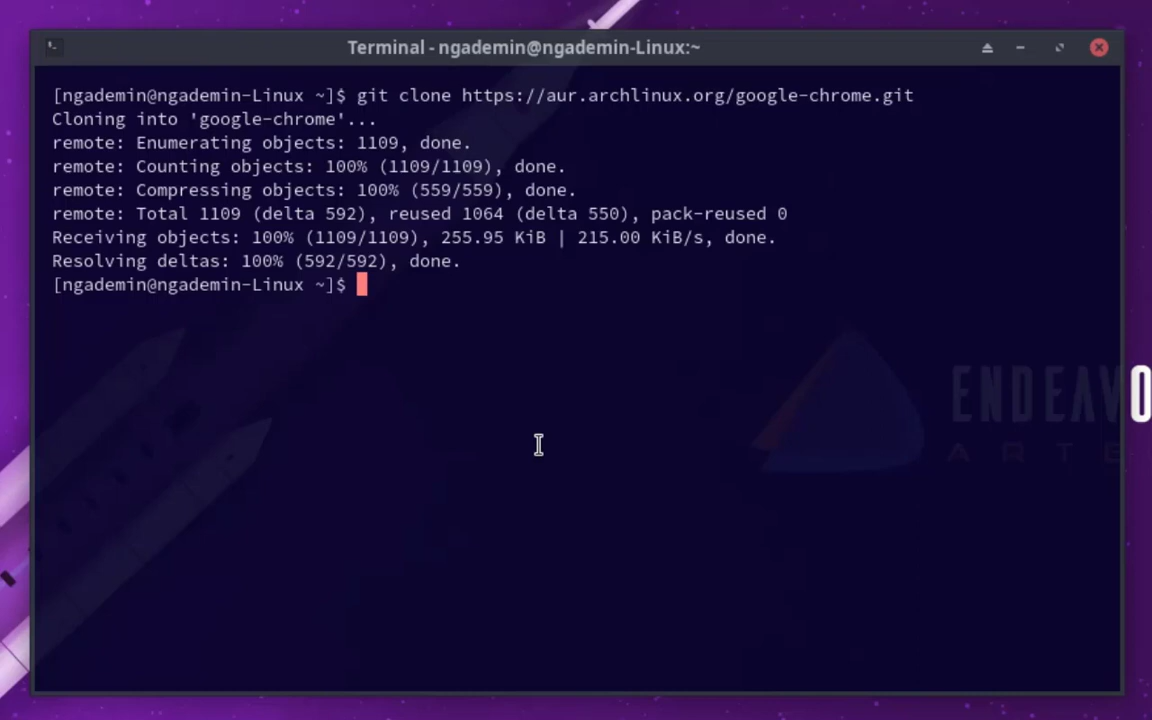 Terminal - ngademin@ngademin-Linux:~
[ngademin@ngademin-Linux ~]$ git clone https://aur.archlinux.org/google-chrome.git
Cloning into 'google-chrome'...
remote: Enumerating objects: 1109, done.
remote: Counting objects: 100% (1109/1109), done.
remote: Compressing objects: 100% (559/559), done.
remote: Total 1109 (delta 592), reused 1064 (delta 550), pack-reused 0
Receiving objects: 100% (1109/1109), 255.95 KiB | 215.00 KiB/s, done.
Resolving deltas: 100% (592/592), done.
[ngademin@ngademin-Linux ~]$
ENDEAVO
ARTE